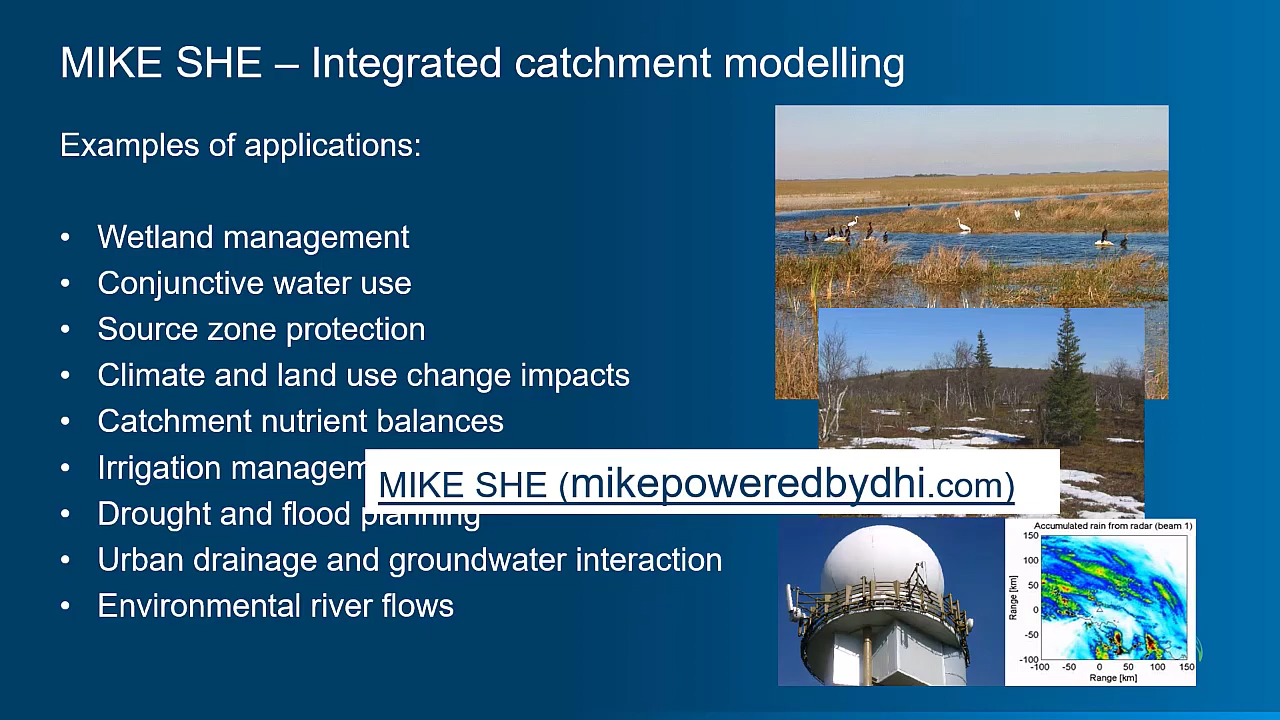 MIKE SHE – Integrated catchment modelling
Examples of applications:
• Wetland management
• Conjunctive water use
• Source zone protection
• Climate and land use change impacts
• Catchment nutrient balances
• Irrigation managem
MIKE SHE (mikepoweredbydhi.com)
• Drought and flood planning
• Urban drainage and groundwater interaction
• Environmental river flows
Accumulated rain from radar (beam 1)
150
100
50
0
-50
-100
Range [km]
-100 -50 0 50 100 150
Range [km]